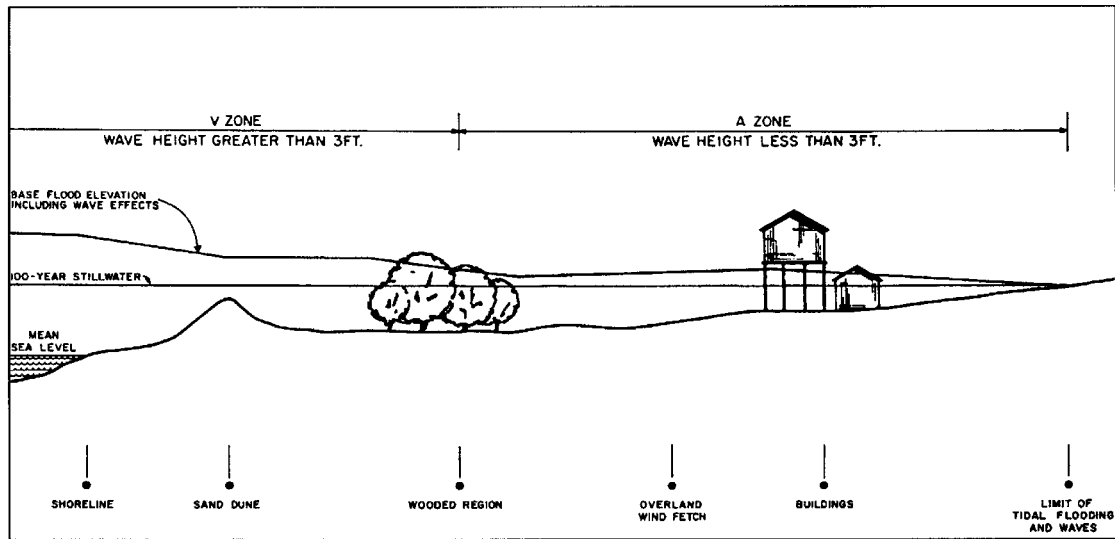 V ZONE
WAVE HEIGHT GREATER THAN 3FT.
A ZONE
WAVE HEIGHT LESS THAN 3FT.
BASE FLOOD ELEVATION
INCLUDING WAVE EFFECTS
100-YEAR STILLWATER
MEAN
SEA LEVEL
SHORELINE
SAND DUNE
WOODED REGION
OVERLAND
WIND FETCH
BUILDINGS
LIMIT OF
TIDAL FLOODING
AND WAVES